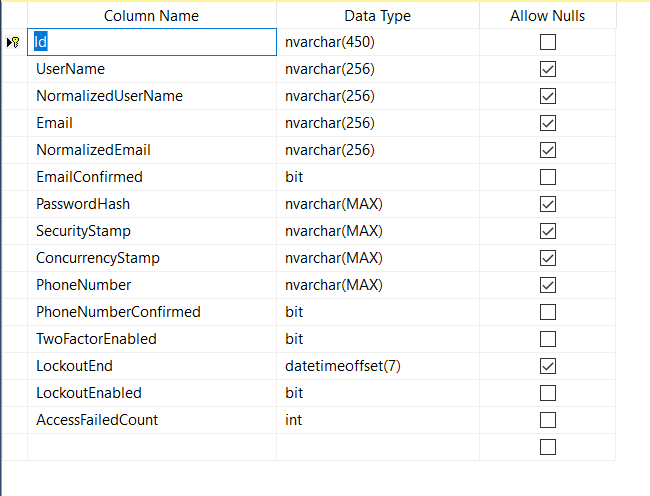 Column Name Data Type Allow Nulls
Id nvarchar(450)
UserName nvarchar(256)
NormalizedUserName nvarchar(256)
Email nvarchar(256)
NormalizedEmail nvarchar(256)
EmailConfirmed bit
PasswordHash nvarchar(MAX)
SecurityStamp nvarchar(MAX)
ConcurrencyStamp nvarchar(MAX)
PhoneNumber nvarchar(MAX)
PhoneNumberConfirmed bit
TwoFactorEnabled bit
LockoutEnd datetimeoffset(7)
LockoutEnabled bit
AccessFailedCount int